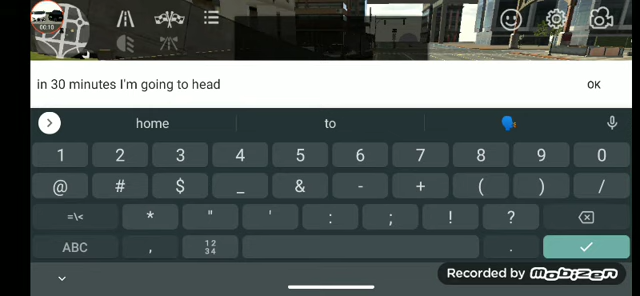 00:10
in 30 minutes I'm going to head
OK
home to
1 2 3 4 5 6 7 8 9 0
@ # $ _ & - + ( ) /
=\< * " ' : ; ! ?
ABC , 12 34 .
Recorded by mobizen